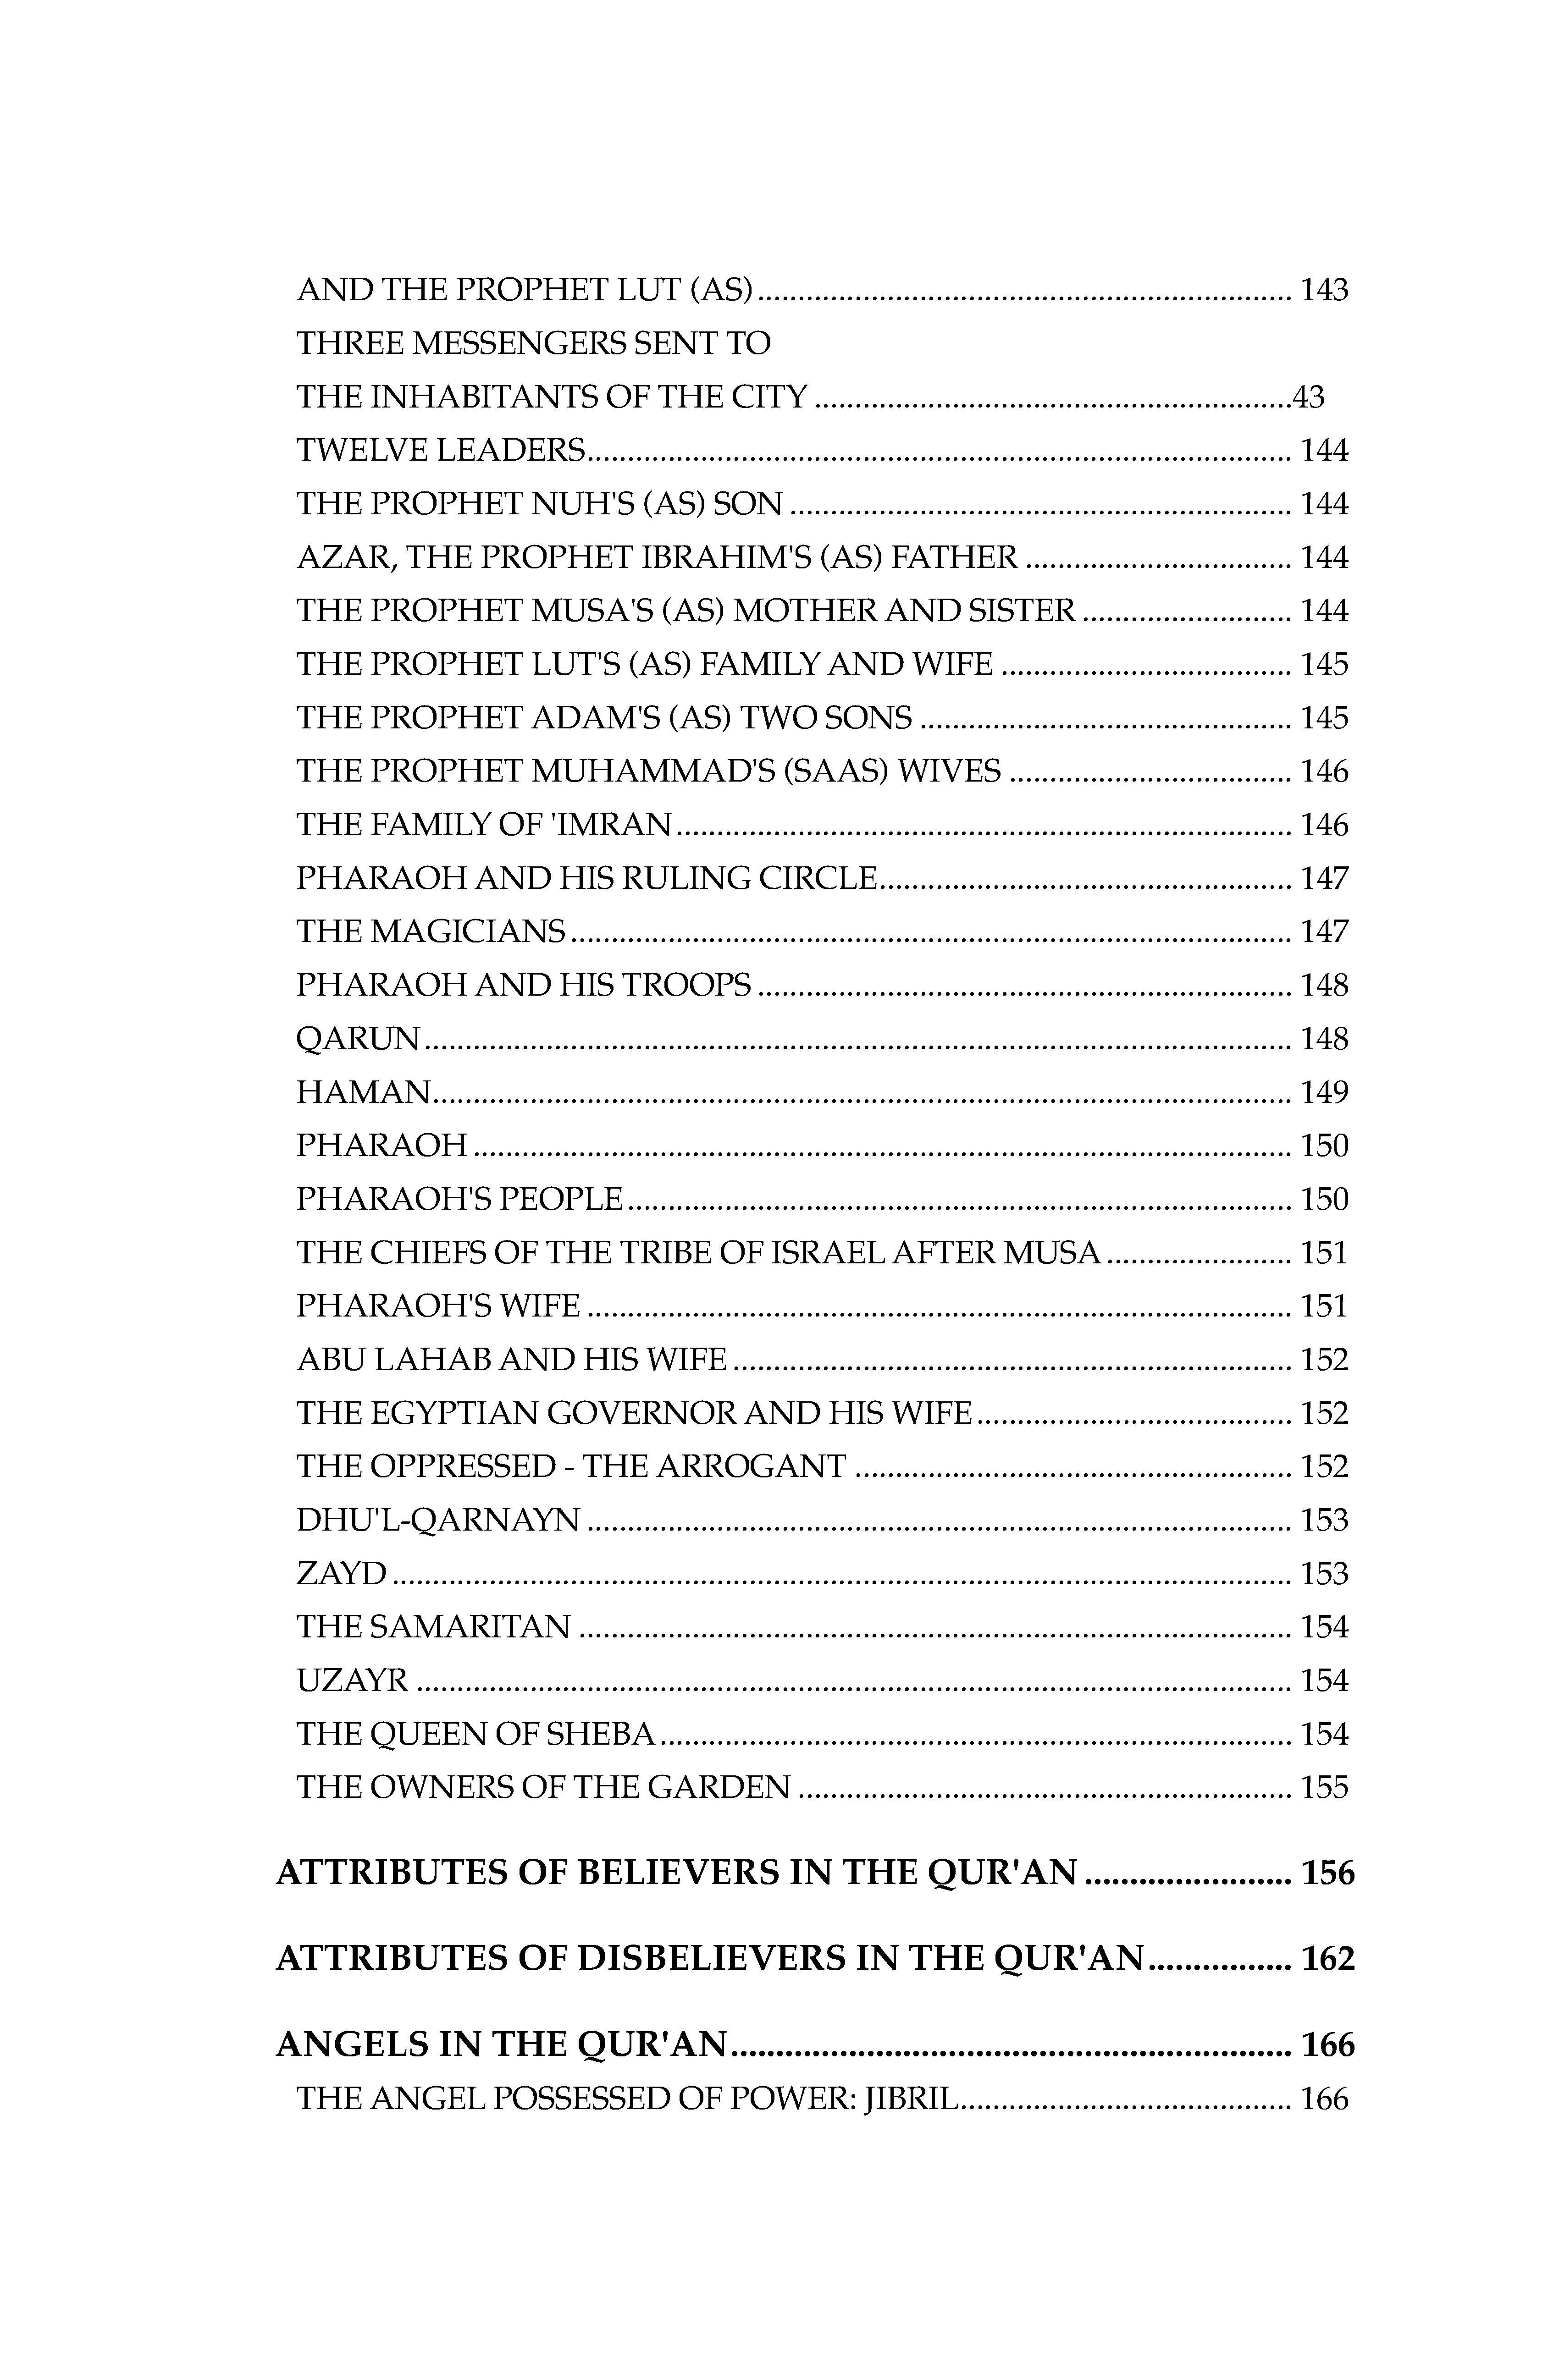 AND THE PROPHET LUT (AS) .................................................................. 143
THREE MESSENGERS SENT TO
THE INHABITANTS OF THE CITY ...........................................................43
TWELVE LEADERS....................................................................................... 144
THE PROPHET NUH'S (AS) SON .............................................................. 144
AZAR, THE PROPHET IBRAHIM'S (AS) FATHER ................................. 144
THE PROPHET MUSA'S (AS) MOTHER AND SISTER .......................... 144
THE PROPHET LUT'S (AS) FAMILY AND WIFE .................................... 145
THE PROPHET ADAM'S (AS) TWO SONS .............................................. 145
THE PROPHET MUHAMMAD'S (SAAS) WIVES ................................... 146
THE FAMILY OF 'IMRAN............................................................................ 146
PHARAOH AND HIS RULING CIRCLE................................................... 147
THE MAGICIANS ......................................................................................... 147
PHARAOH AND HIS TROOPS .................................................................. 148
QARUN ........................................................................................................... 148
HAMAN.......................................................................................................... 149
PHARAOH ..................................................................................................... 150
PHARAOH'S PEOPLE .................................................................................. 150
THE CHIEFS OF THE TRIBE OF ISRAEL AFTER MUSA ....................... 151
PHARAOH'S WIFE ....................................................................................... 151
ABU LAHAB AND HIS WIFE ..................................................................... 152
THE EGYPTIAN GOVERNOR AND HIS WIFE ....................................... 152
THE OPPRESSED - THE ARROGANT ...................................................... 152
DHU'L-QARNAYN ....................................................................................... 153
ZAYD ............................................................................................................... 153
THE SAMARITAN ........................................................................................ 154
UZAYR ............................................................................................................ 154
THE QUEEN OF SHEBA .............................................................................. 154
THE OWNERS OF THE GARDEN ............................................................. 155
ATTRIBUTES OF BELIEVERS IN THE QUR'AN ....................... 156
ATTRIBUTES OF DISBELIEVERS IN THE QUR'AN................ 162
ANGELS IN THE QUR'AN.............................................................. 166
THE ANGEL POSSESSED OF POWER: JIBRIL......................................... 166